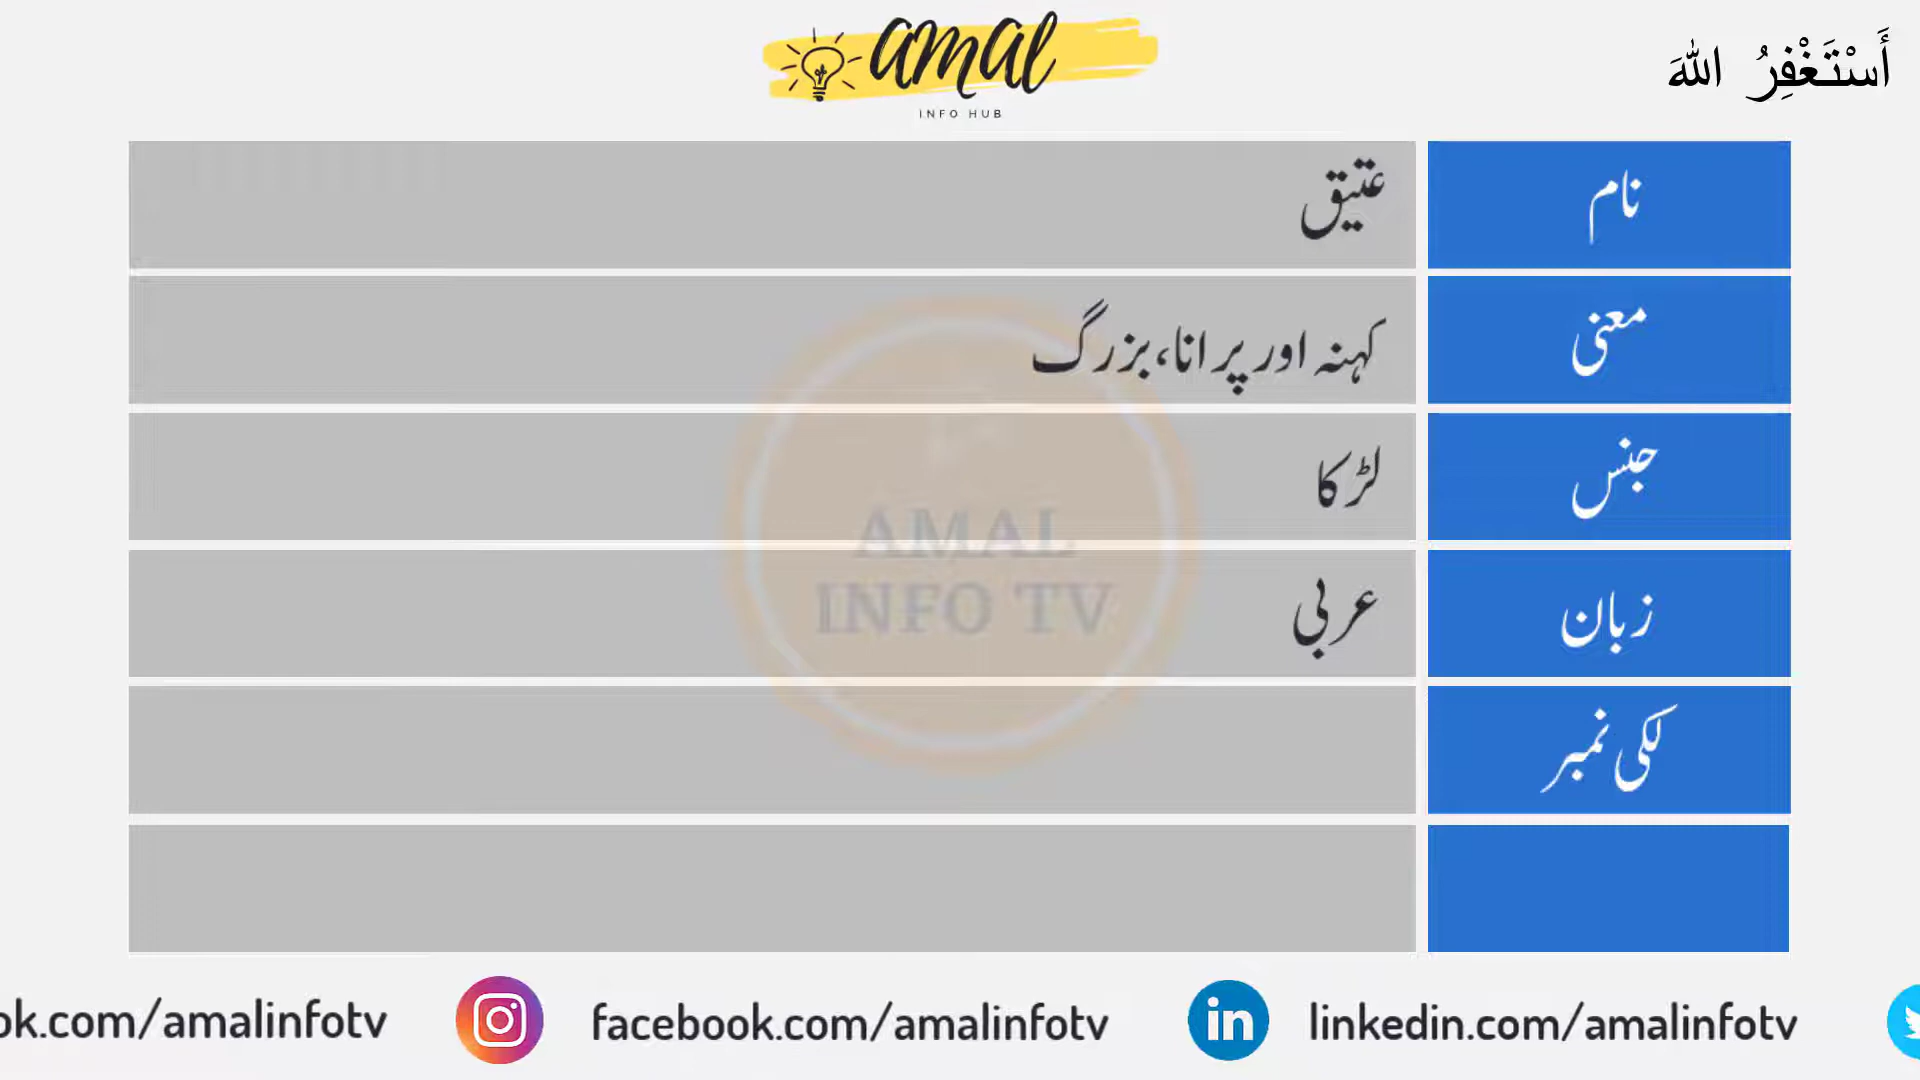 amal
INFO HUB
أَسْتَغْفِرُ اللهَ
نام
عتیق
معنی
کہنہ اور پرانا، بزرگ
جنس
لڑکا
زبان
عربی
لکی نمبر
AMAL
INFO TV
ok.com/amalinfotv facebook.com/amalinfotv linkedin.com/amalinfotv